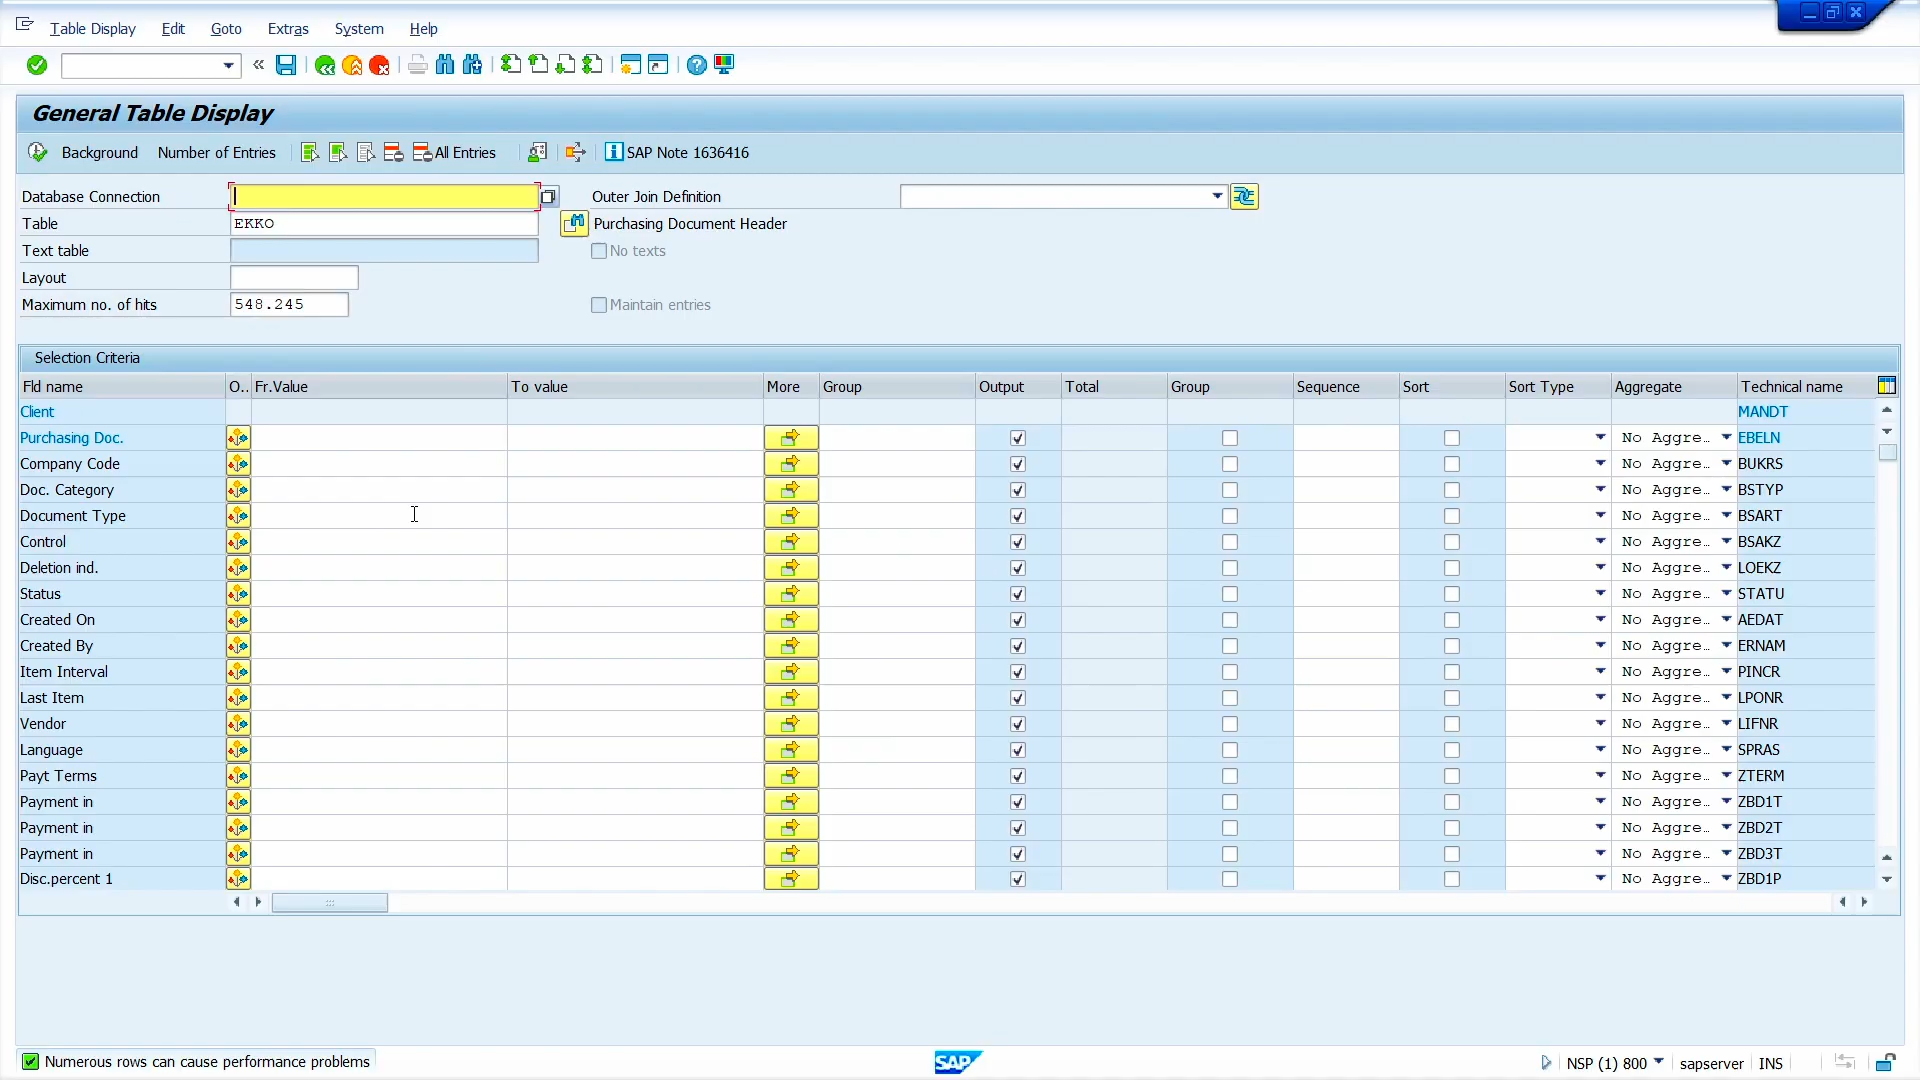 Table Display Edit Goto Extras System Help
General Table Display
Background Number of Entries All Entries SAP Note 1636416
Database Connection Outer Join Definition
Table EKKO Purchasing Document Header
Text table No texts
Layout
Maximum no. of hits 548.245 Maintain entries
Selection Criteria
Fld name O.. Fr.Value To value More Group Output Total Group Sequence Sort Sort Type Aggregate Technical name
Client MANDT
Purchasing Doc. No Aggre… EBELN
Company Code No Aggre… BUKRS
Doc. Category No Aggre… BSTYP
Document Type No Aggre… BSART
Control No Aggre… BSAKZ
Deletion ind. No Aggre… LOEKZ
Status No Aggre… STATU
Created On No Aggre… AEDAT
Created By No Aggre… ERNAM
Item Interval No Aggre… PINCR
Last Item No Aggre… LPONR
Vendor No Aggre… LIFNR
Language No Aggre… SPRAS
Payt Terms No Aggre… ZTERM
Payment in No Aggre… ZBD1T
Payment in No Aggre… ZBD2T
Payment in No Aggre… ZBD3T
Disc.percent 1 No Aggre… ZBD1P
Numerous rows can cause performance problems SAP NSP (1) 800 sapserver INS